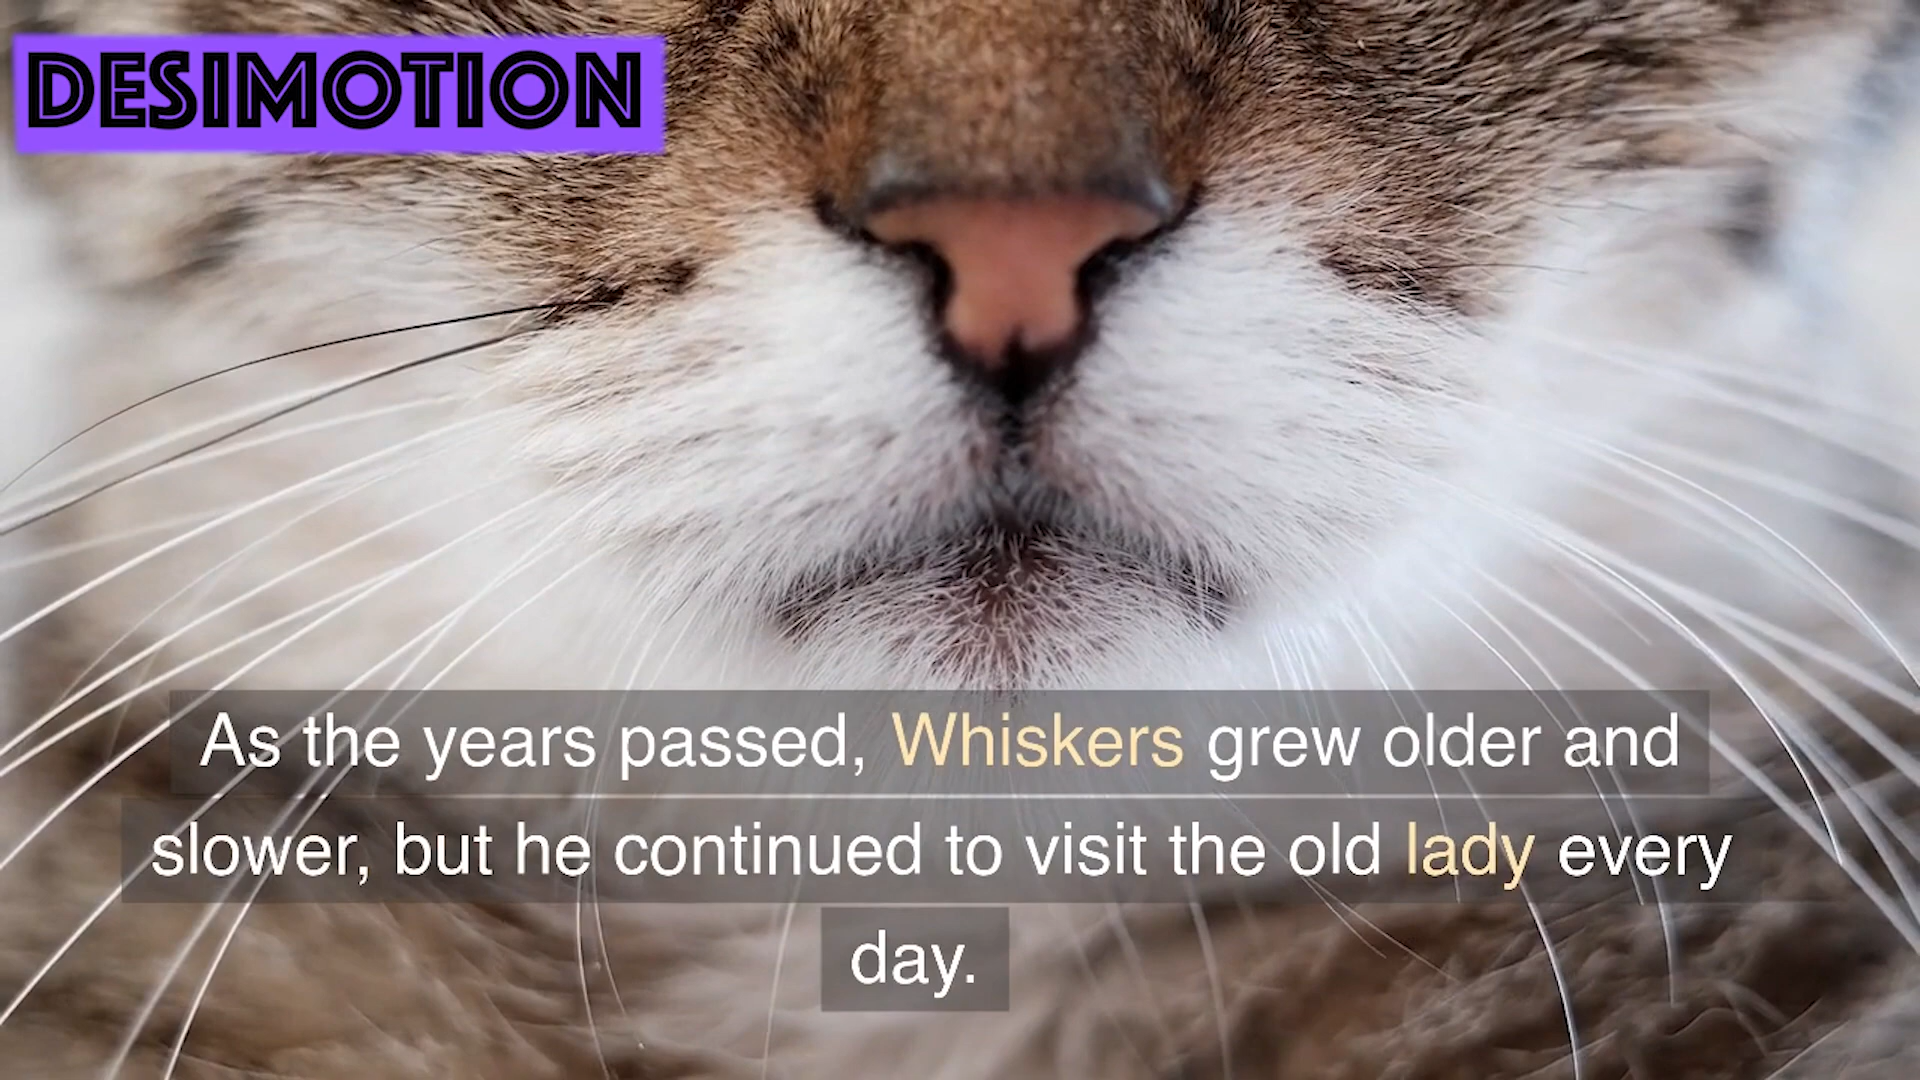 DESIMOTION
As the years passed, Whiskers grew older and
slower, but he continued to visit the old lady every
day.